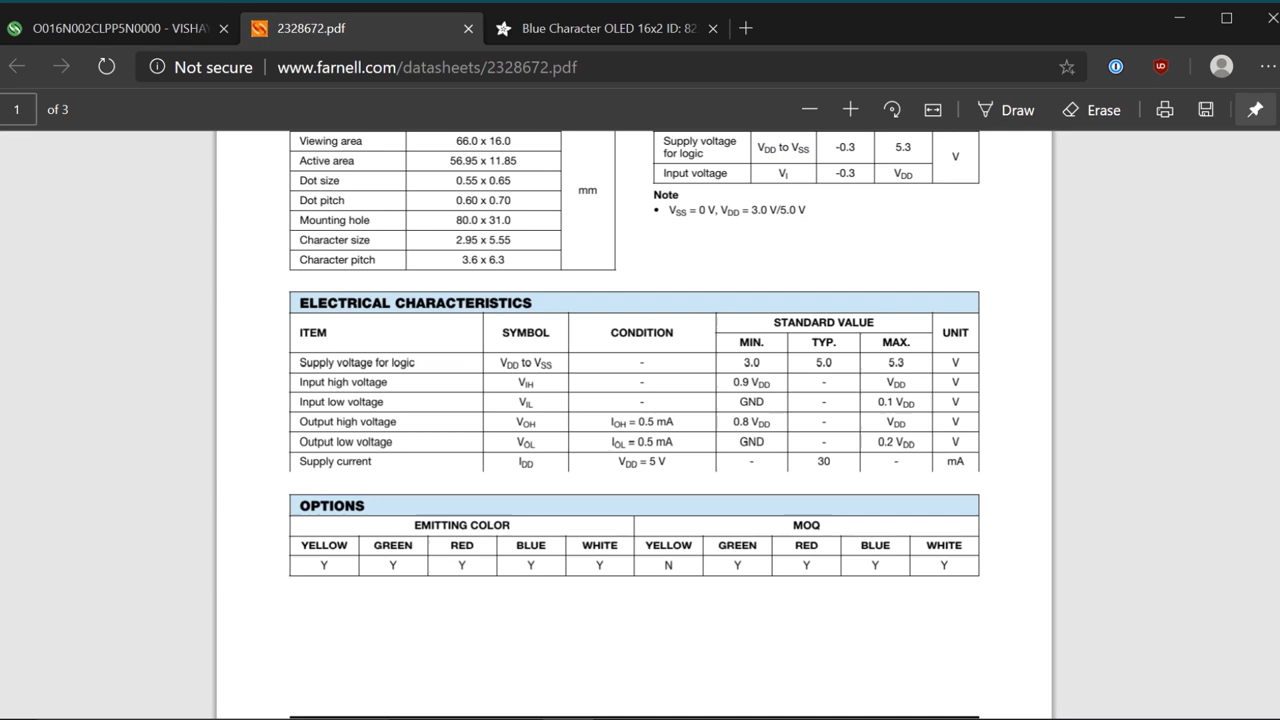 O016N002CLPP5N0000 - VISHA
2328672.pdf
Blue Character OLED 16x2 ID: 82
Not secure www.farnell.com/datasheets/2328672.pdf
1 of 3
Draw Erase
Viewing area 66.0 x 16.0
Active area 56.95 x 11.85
Dot size 0.55 x 0.65
Dot pitch 0.60 x 0.70
Mounting hole 80.0 x 31.0
Character size 2.95 x 5.55
Character pitch 3.6 x 6.3
mm
Supply voltage for logic VDD to VSS -0.3 5.3
Input voltage VI -0.3 VDD
V
Note
• VSS = 0 V, VDD = 3.0 V/5.0 V
ELECTRICAL CHARACTERISTICS
ITEM SYMBOL CONDITION STANDARD VALUE UNIT
MIN. TYP. MAX.
Supply voltage for logic VDD to VSS - 3.0 5.0 5.3 V
Input high voltage VIH - 0.9 VDD - VDD V
Input low voltage VIL - GND - 0.1 VDD V
Output high voltage VOH IOH = 0.5 mA 0.8 VDD - VDD V
Output low voltage VOL IOL = 0.5 mA GND - 0.2 VDD V
Supply current IDD VDD = 5 V - 30 - mA
OPTIONS
EMITTING COLOR MOQ
YELLOW GREEN RED BLUE WHITE YELLOW GREEN RED BLUE WHITE
Y Y Y Y Y N Y Y Y Y